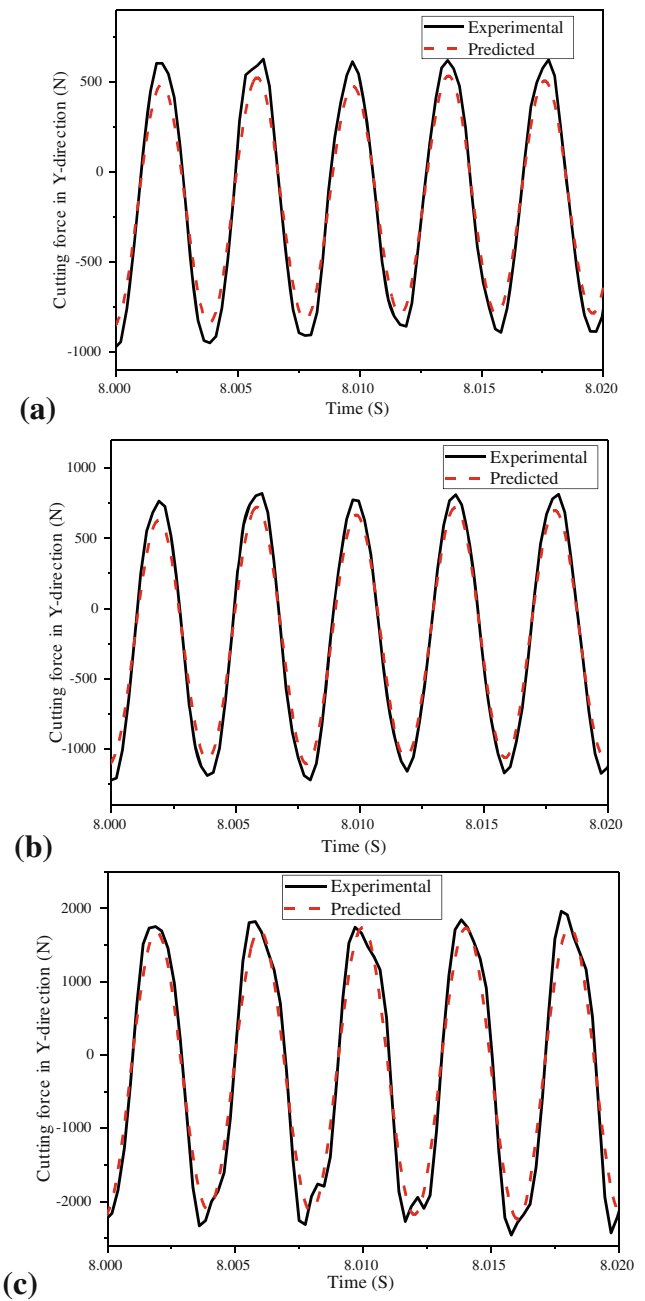 Experimental
Predicted
500
0
-500
-1000
Cutting force in Y-direction (N)
8.000 8.005 8.010 8.015 8.020
Time (S)
(a)
Experimental
Predicted
1000
500
0
-500
-1000
Cutting force in Y-direction (N)
8.000 8.005 8.010 8.015 8.020
Time (S)
(b)
Experimental
Predicted
2000
1000
0
-1000
-2000
Cutting force in Y-direction (N)
8.000 8.005 8.010 8.015 8.020
Time (S)
(c)